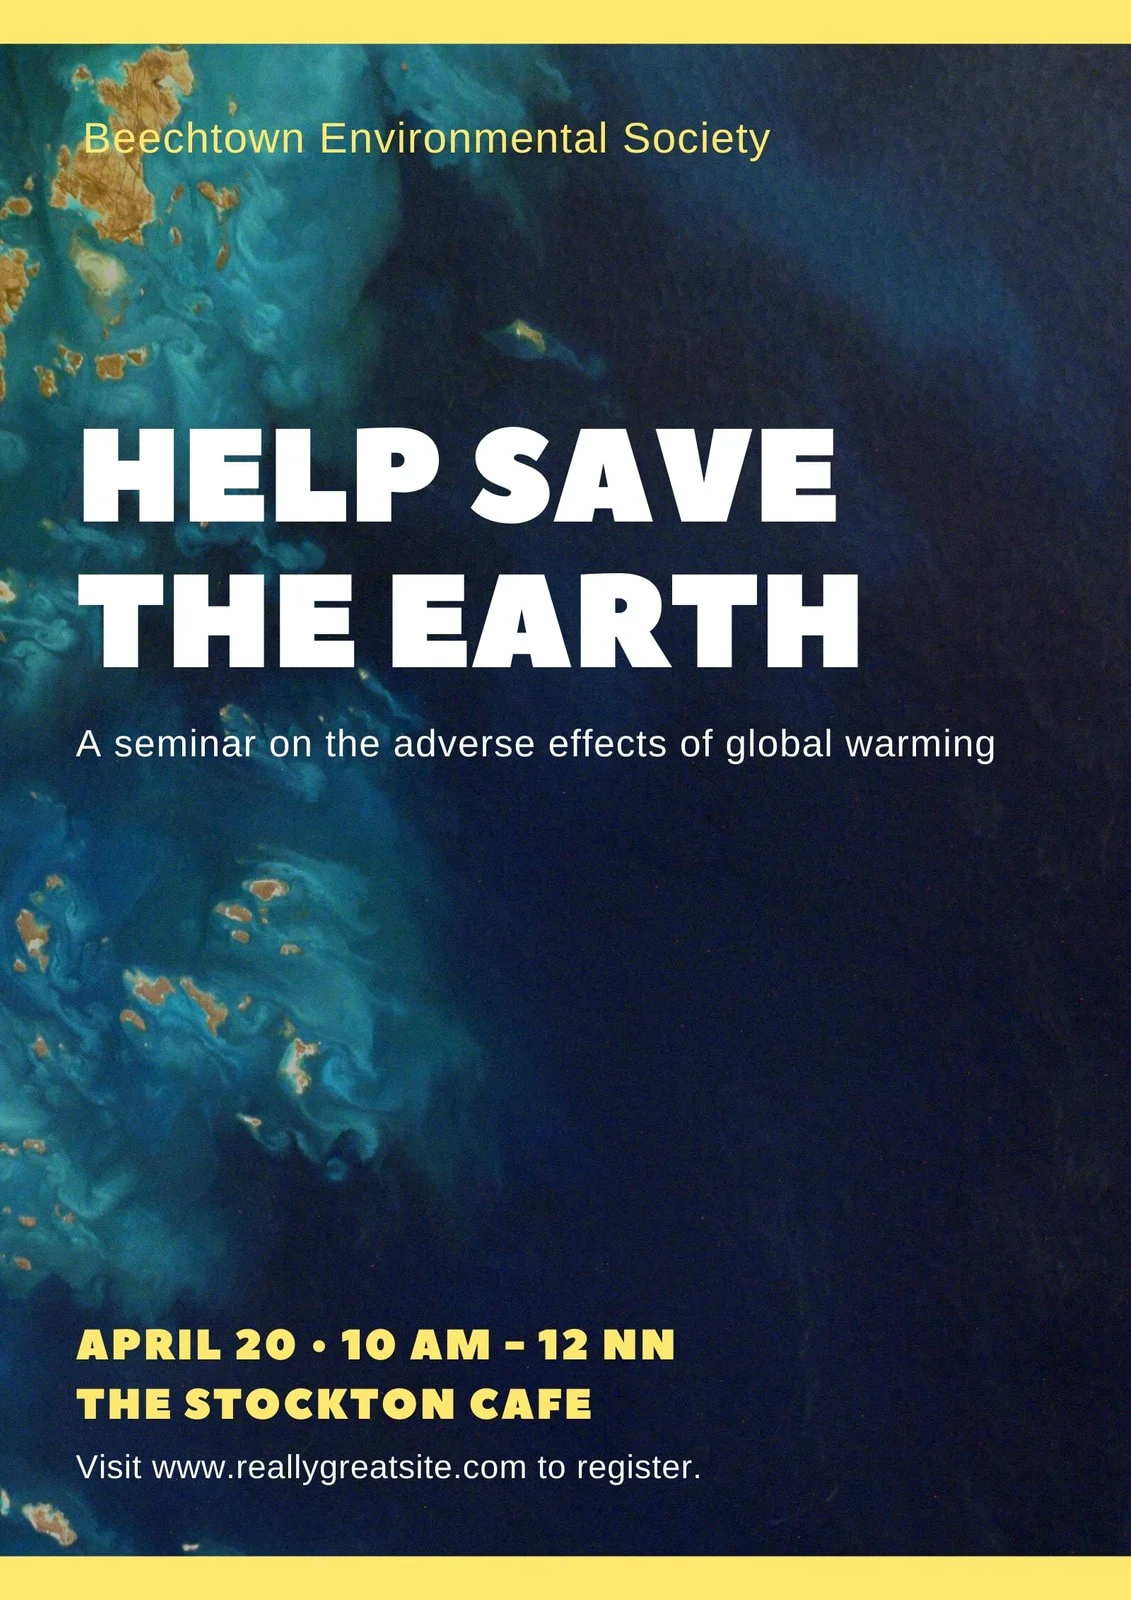 Beechtown Environmental Society
HELP SAVE
THE EARTH
A seminar on the adverse effects of global warming
APRIL 20 • 10 AM – 12 NN
THE STOCKTON CAFE
Visit www.reallygreatsite.com to register.